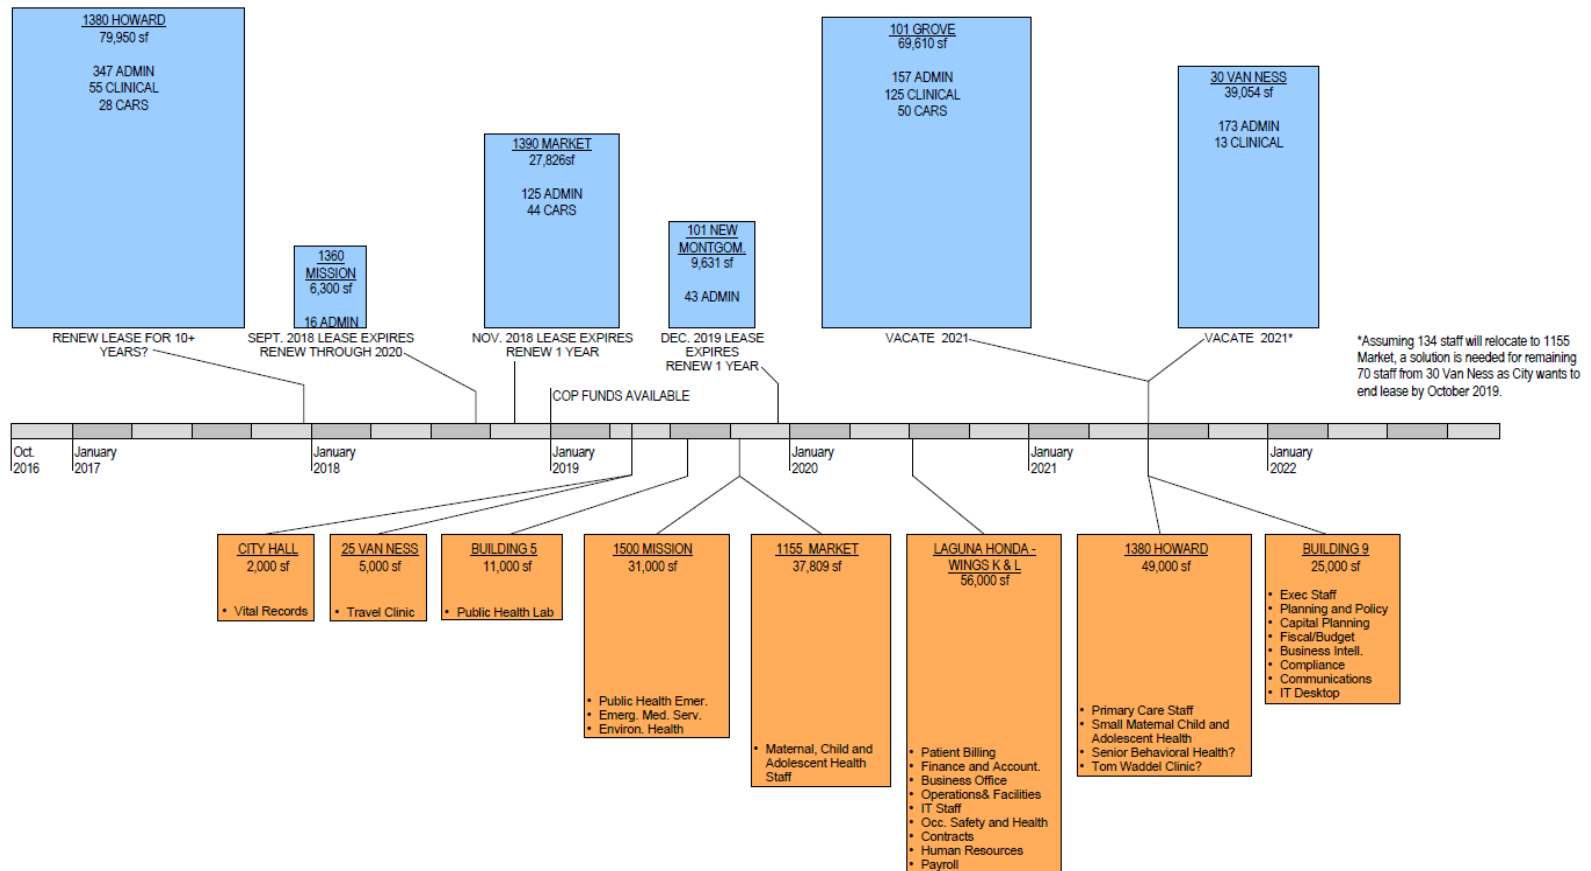 1380 HOWARD
79,950 sf
347 ADMIN
55 CLINICAL
28 CARS
RENEW LEASE FOR 10+
YEARS?
1360
MISSION
6,300 sf
16 ADMIN
SEPT. 2018 LEASE EXPIRES
RENEW THROUGH 2020
1390 MARKET
27,826sf
125 ADMIN
44 CARS
NOV. 2018 LEASE EXPIRES
RENEW 1 YEAR
101 NEW
MONTGOM.
9,631 sf
43 ADMIN
DEC. 2019 LEASE
EXPIRES
RENEW 1 YEAR
101 GROVE
69,610 sf
157 ADMIN
125 CLINICAL
50 CARS
VACATE 2021
30 VAN NESS
39,054 sf
173 ADMIN
13 CLINICAL
VACATE 2021*
*Assuming 134 staff will relocate to 1155
Market, a solution is needed for remaining
70 staff from 30 Van Ness as City wants to
end lease by October 2019.
COP FUNDS AVAILABLE
Oct.
2016
January
2017
January
2018
January
2019
January
2020
January
2021
January
2022
CITY HALL
2,000 sf
• Vital Records
25 VAN NESS
5,000 sf
• Travel Clinic
BUILDING 5
11,000 sf
• Public Health Lab
1500 MISSION
31,000 sf
• Public Health Emer.
• Emerg. Med. Serv.
• Environ. Health
1155 MARKET
37,809 sf
• Maternal, Child and
Adolescent Health
Staff
LAGUNA HONDA -
WINGS K & L
56,000 sf
• Patient Billing
• Finance and Account.
• Business Office
• Operations& Facilities
• IT Staff
• Occ. Safety and Health
• Contracts
• Human Resources
• Payroll
1380 HOWARD
49,000 sf
• Primary Care Staff
• Small Maternal Child and
Adolescent Health
• Senior Behavioral Health?
• Tom Waddel Clinic?
BUILDING 9
25,000 sf
• Exec Staff
• Planning and Policy
• Capital Planning
• Fiscal/Budget
• Business Intell.
• Compliance
• Communications
• IT Desktop